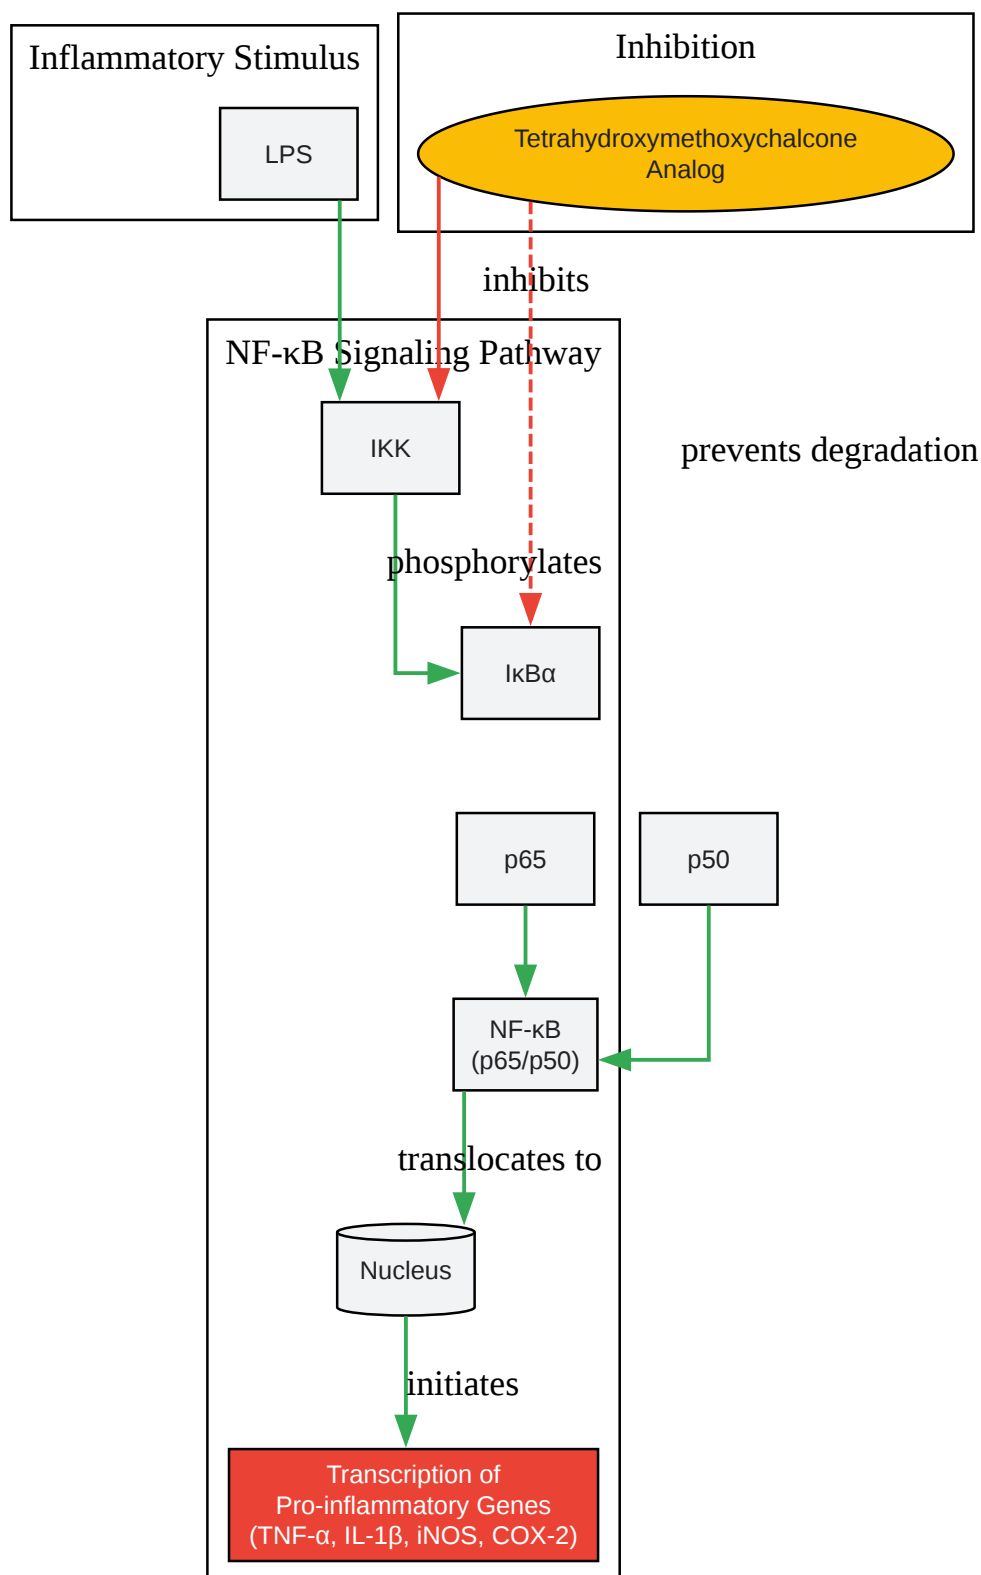 Inflammatory Stimulus
LPS
Inhibition
Tetrahydroxymethoxychalcone
Analog
inhibits
NF-κB Signaling Pathway
IKK
prevents degradation
phosphorylates
IκBα
p65
p50
NF-κB
(p65/p50)
translocates to
Nucleus
initiates
Transcription of
Pro-inflammatory Genes
(TNF-α, IL-1β, iNOS, COX-2)